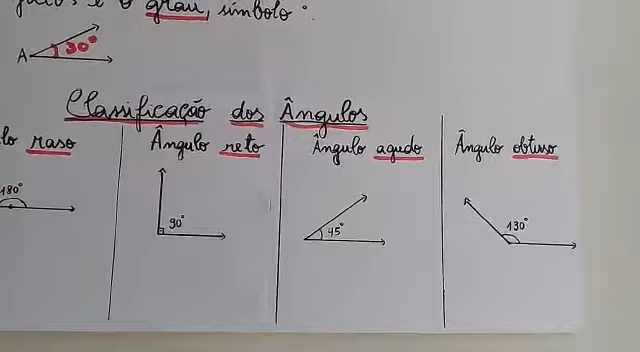 é o grau, símbolo °.
A 30°
Classificação dos Ângulos
raso
180°
Ângulo reto
90°
Ângulo agudo
45°
Ângulo obtuso
130°